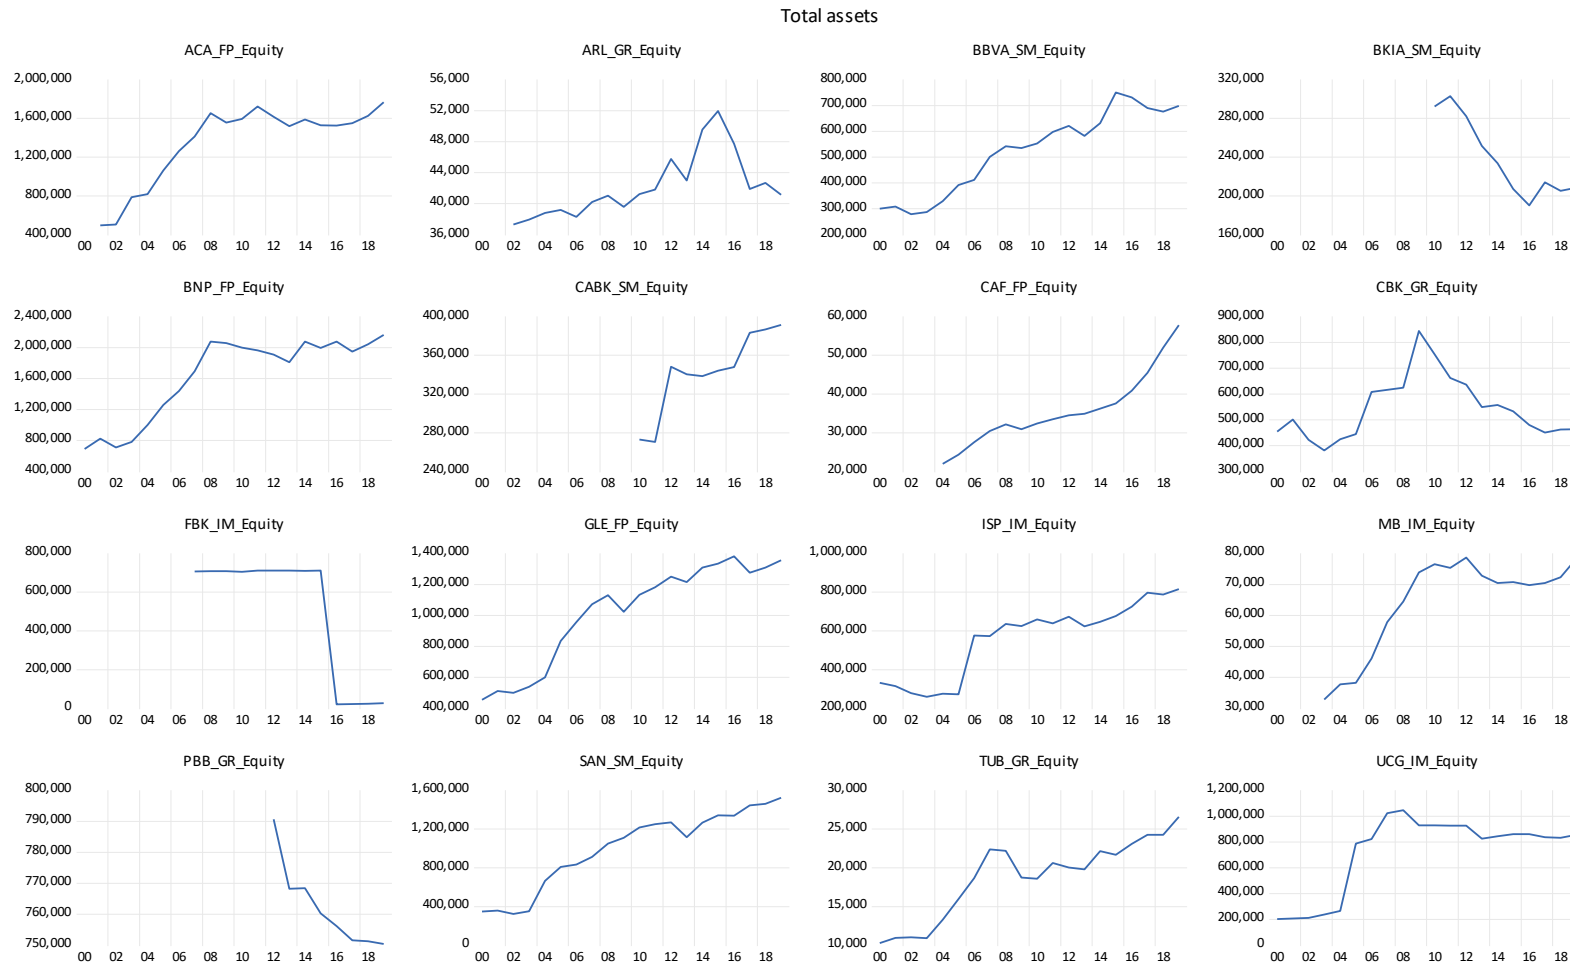 Total assets
ACA_FP_Equity
2,000,000
1,600,000
1,200,000
800,000
400,000
00 02 04 06 08 10 12 14 16 18
ARL_GR_Equity
56,000
52,000
48,000
44,000
40,000
36,000
00 02 04 06 08 10 12 14 16 18
BBVA_SM_Equity
800,000
700,000
600,000
500,000
400,000
300,000
200,000
00 02 04 06 08 10 12 14 16 18
BKIA_SM_Equity
320,000
280,000
240,000
200,000
160,000
00 02 04 06 08 10 12 14 16 18
BNP_FP_Equity
2,400,000
2,000,000
1,600,000
1,200,000
800,000
400,000
00 02 04 06 08 10 12 14 16 18
CABK_SM_Equity
400,000
360,000
320,000
280,000
240,000
00 02 04 06 08 10 12 14 16 18
CAF_FP_Equity
60,000
50,000
40,000
30,000
20,000
00 02 04 06 08 10 12 14 16 18
CBK_GR_Equity
900,000
800,000
700,000
600,000
500,000
400,000
300,000
00 02 04 06 08 10 12 14 16 18
FBK_IM_Equity
800,000
600,000
400,000
200,000
0
00 02 04 06 08 10 12 14 16 18
GLE_FP_Equity
1,400,000
1,200,000
1,000,000
800,000
600,000
400,000
00 02 04 06 08 10 12 14 16 18
ISP_IM_Equity
1,000,000
800,000
600,000
400,000
200,000
00 02 04 06 08 10 12 14 16 18
MB_IM_Equity
80,000
70,000
60,000
50,000
40,000
30,000
00 02 04 06 08 10 12 14 16 18
PBB_GR_Equity
800,000
790,000
780,000
770,000
760,000
750,000
00 02 04 06 08 10 12 14 16 18
SAN_SM_Equity
1,600,000
1,200,000
800,000
400,000
0
00 02 04 06 08 10 12 14 16 18
TUB_GR_Equity
30,000
25,000
20,000
15,000
10,000
00 02 04 06 08 10 12 14 16 18
UCG_IM_Equity
1,200,000
1,000,000
800,000
600,000
400,000
200,000
0
00 02 04 06 08 10 12 14 16 18